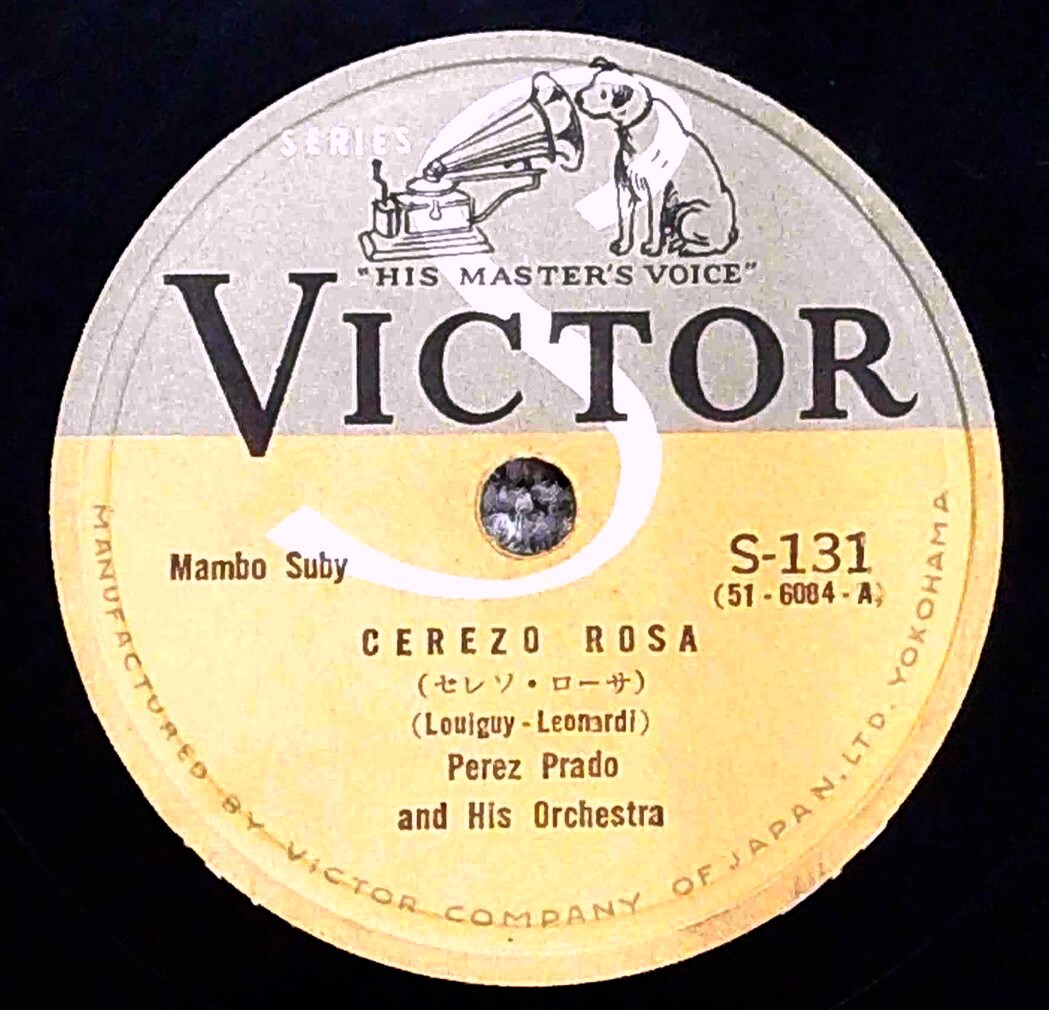 SERIES S
"HIS MASTER'S VOICE"
VICTOR
Mambo Suby
S-131
(51-6084-A)
CEREZO ROSA
(セレソ・ローサ)
(Louiguy-Leonardi)
Perez Prado
and His Orchestra
MANUFACTURED BY VICTOR COMPANY OF JAPAN, LTD. YOKOHAMA